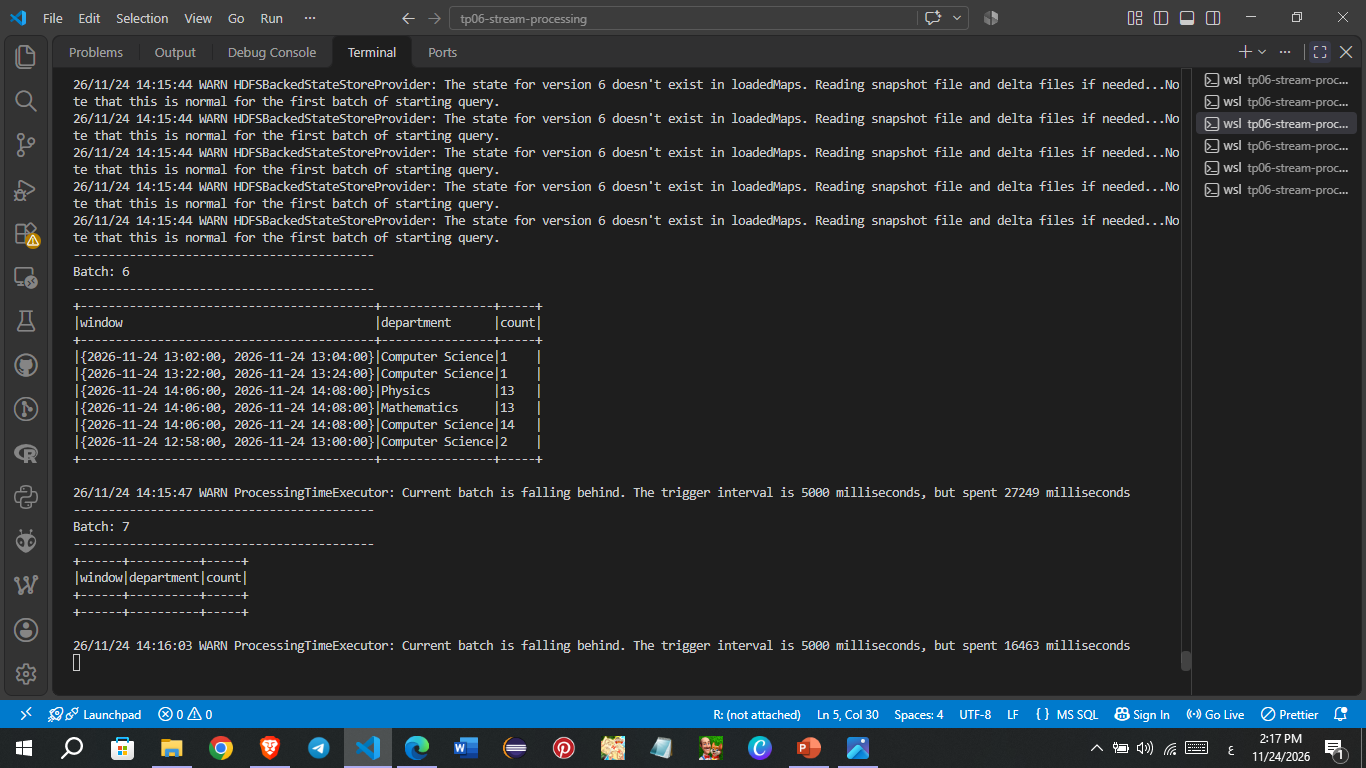 File Edit Selection View Go Run ··· tp06-stream-processing
Problems Output Debug Console Terminal Ports
26/11/24 14:15:44 WARN HDFSBackedStateStoreProvider: The state for version 6 doesn't exist in loadedMaps. Reading snapshot file and delta files if needed...No
te that this is normal for the first batch of starting query.
26/11/24 14:15:44 WARN HDFSBackedStateStoreProvider: The state for version 6 doesn't exist in loadedMaps. Reading snapshot file and delta files if needed...No
te that this is normal for the first batch of starting query.
26/11/24 14:15:44 WARN HDFSBackedStateStoreProvider: The state for version 6 doesn't exist in loadedMaps. Reading snapshot file and delta files if needed...No
te that this is normal for the first batch of starting query.
26/11/24 14:15:44 WARN HDFSBackedStateStoreProvider: The state for version 6 doesn't exist in loadedMaps. Reading snapshot file and delta files if needed...No
te that this is normal for the first batch of starting query.
26/11/24 14:15:44 WARN HDFSBackedStateStoreProvider: The state for version 6 doesn't exist in loadedMaps. Reading snapshot file and delta files if needed...No
te that this is normal for the first batch of starting query.
-------------------------------------------
Batch: 6
-------------------------------------------
+------------------------------------------+----------------+-----+
|window                                    |department      |count|
+------------------------------------------+----------------+-----+
|{2026-11-24 13:02:00, 2026-11-24 13:04:00}|Computer Science|1    |
|{2026-11-24 13:22:00, 2026-11-24 13:24:00}|Computer Science|1    |
|{2026-11-24 14:06:00, 2026-11-24 14:08:00}|Physics         |13   |
|{2026-11-24 14:06:00, 2026-11-24 14:08:00}|Mathematics     |13   |
|{2026-11-24 14:06:00, 2026-11-24 14:08:00}|Computer Science|14   |
|{2026-11-24 12:58:00, 2026-11-24 13:00:00}|Computer Science|2    |
+------------------------------------------+----------------+-----+
26/11/24 14:15:47 WARN ProcessingTimeExecutor: Current batch is falling behind. The trigger interval is 5000 milliseconds, but spent 27249 milliseconds
-------------------------------------------
Batch: 7
-------------------------------------------
+------+----------+-----+
|window|department|count|
+------+----------+-----+
+------+----------+-----+
26/11/24 14:16:03 WARN ProcessingTimeExecutor: Current batch is falling behind. The trigger interval is 5000 milliseconds, but spent 16463 milliseconds
wsl tp06-stream-proc...
wsl tp06-stream-proc...
wsl tp06-stream-proc...
wsl tp06-stream-proc...
wsl tp06-stream-proc...
wsl tp06-stream-proc...
Launchpad 0 0 R: (not attached) Ln 5, Col 30 Spaces: 4 UTF-8 LF {} MS SQL Sign In Go Live Prettier
ع 2:17 PM
11/24/2026 1